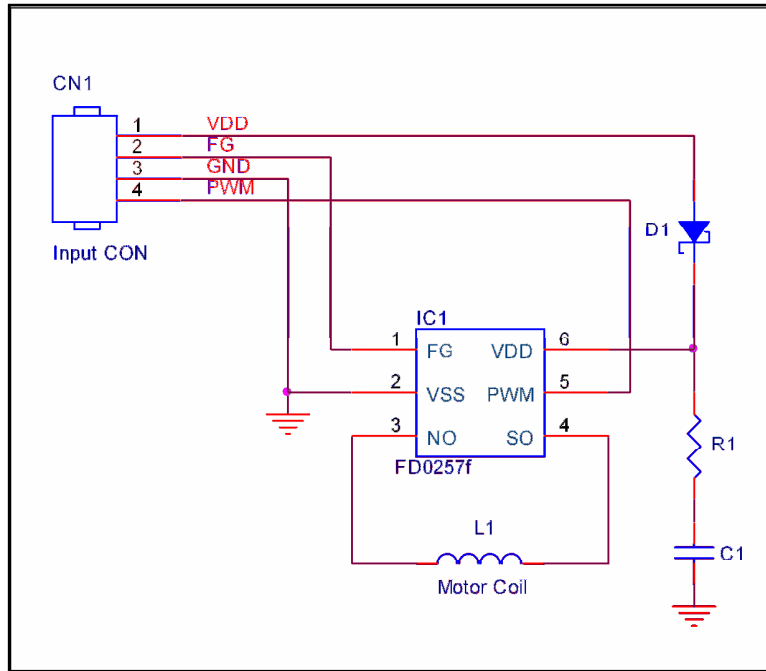 CN1
1 VDD
2 FG
3 GND
4 PWM
Input CON
D1
IC1
1 FG VDD 6
2 VSS PWM 5
3 NO SO 4
FD0257f
R1
L1
C1
Motor Coil